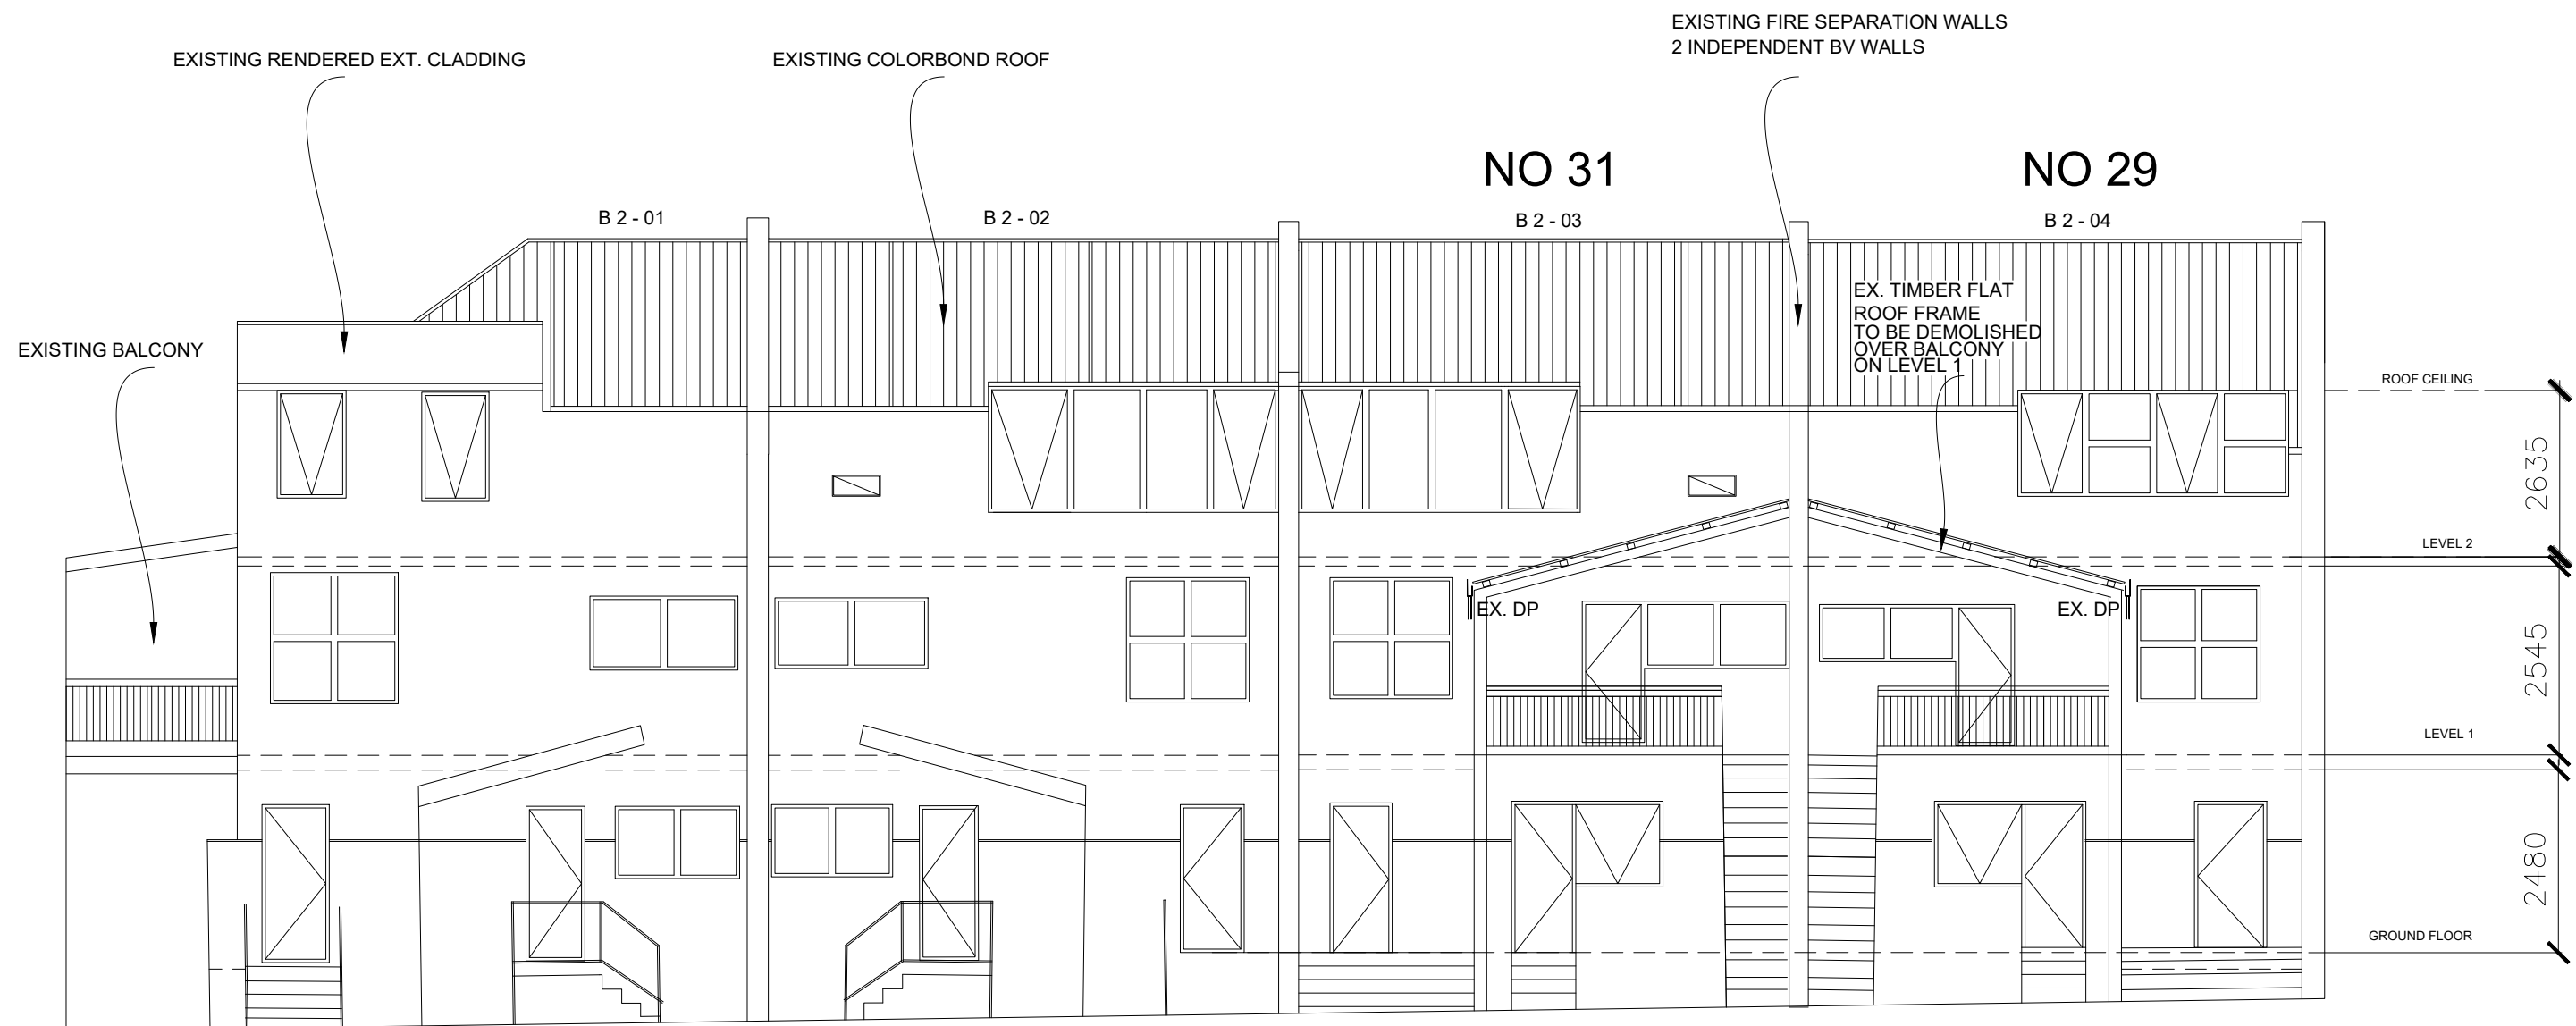 EXISTING FIRE SEPARATION WALLS
2 INDEPENDENT BV WALLS
EXISTING RENDERED EXT. CLADDING
EXISTING COLORBOND ROOF
NO 31
NO 29
B 2 - 01
B 2 - 02
B 2 - 03
B 2 - 04
EX. TIMBER FLAT
ROOF FRAME
TO BE DEMOLISHED
OVER BALCONY
ON LEVEL 1
EXISTING BALCONY
ROOF CEILING
2635
LEVEL 2
EX. DP
EX. DP
2545
LEVEL 1
2480
GROUND FLOOR